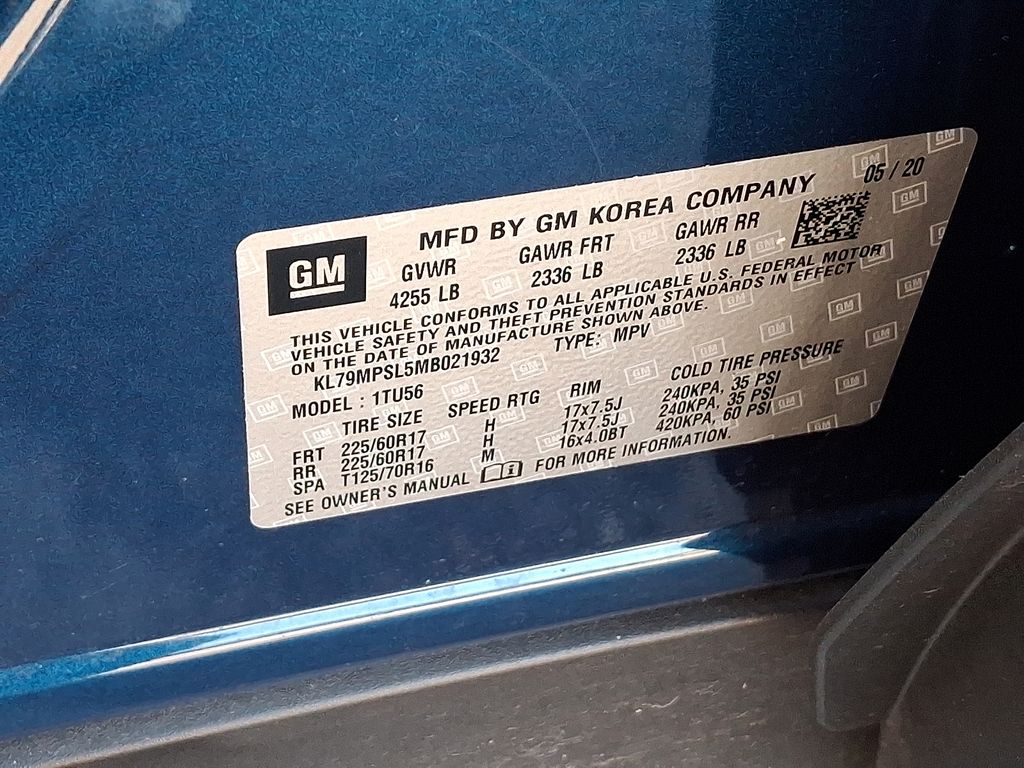 MFD BY GM KOREA COMPANY 05 / 20
GM
GVWR GAWR FRT GAWR RR
4255 LB 2336 LB 2336 LB
THIS VEHICLE CONFORMS TO ALL APPLICABLE U.S. FEDERAL MOTOR
VEHICLE SAFETY AND THEFT PREVENTION STANDARDS IN EFFECT
ON THE DATE OF MANUFACTURE SHOWN ABOVE.
KL79MPSL5MB021932 TYPE: MPV
MODEL : 1TU56
TIRE SIZE SPEED RTG RIM COLD TIRE PRESSURE
FRT 225/60R17 H 17x7.5J 240KPA, 35 PSI
RR 225/60R17 H 17x7.5J 240KPA, 35 PSI
SPA T125/70R16 M 16x4.0BT 420KPA, 60 PSI
SEE OWNER'S MANUAL FOR MORE INFORMATION.